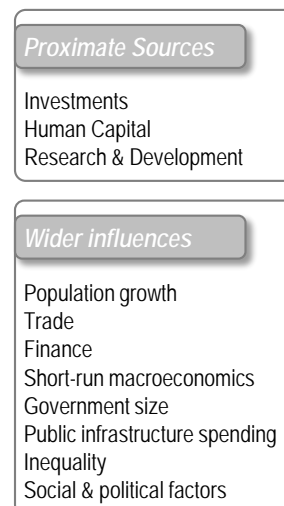 Proximate Sources
Investments
Human Capital
Research & Development
Wider influences
Population growth
Trade
Finance
Short-run macroeconomics
Government size
Public infrastructure spending
Inequality
Social & political factors